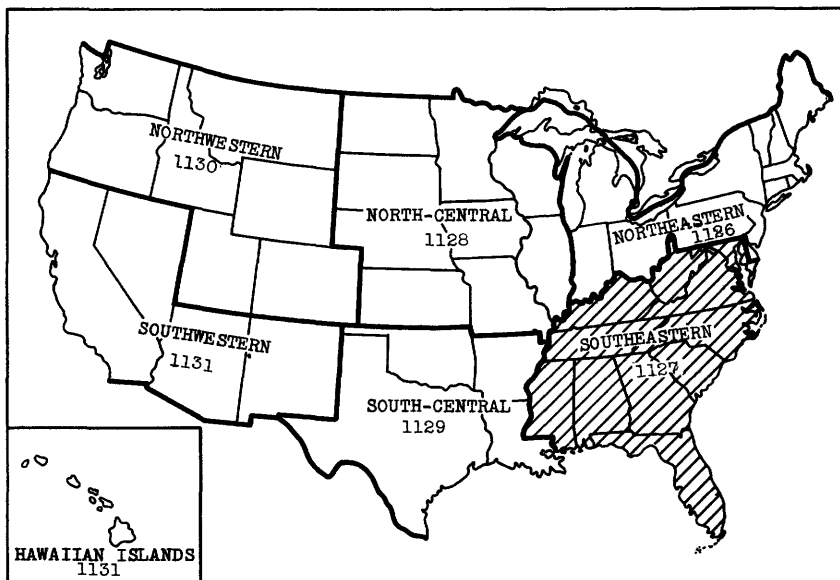 NORTHWESTERN
1130
NORTH-CENTRAL
1128
NORTHEASTERN
1126
SOUTHWESTERN
1131
SOUTHEASTERN
1127
SOUTH-CENTRAL
1129
HAWAIIAN ISLANDS
1131